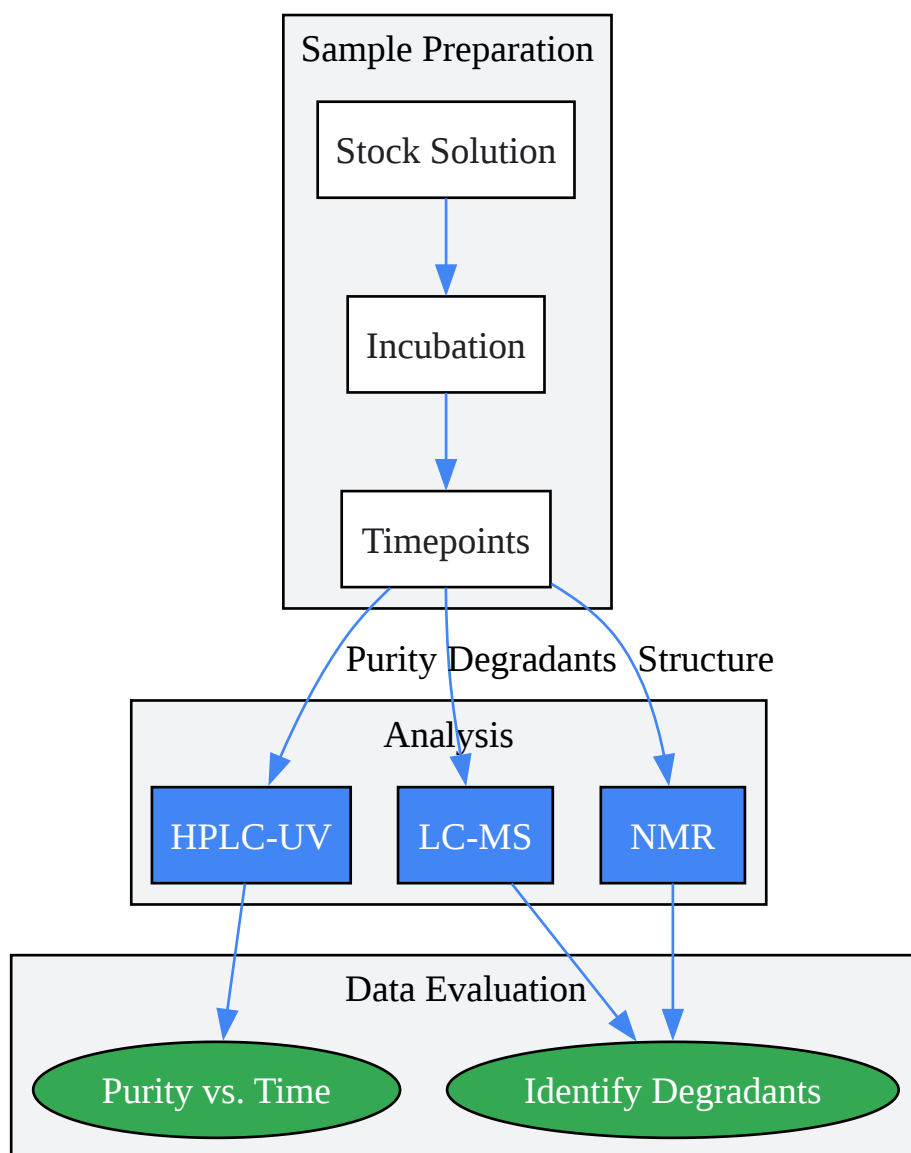 Sample Preparation
Stock Solution
Incubation
Timepoints
Purity
Degradants
Structure
Analysis
HPLC-UV
LC-MS
NMR
Data Evaluation
Purity vs. Time
Identify Degradants